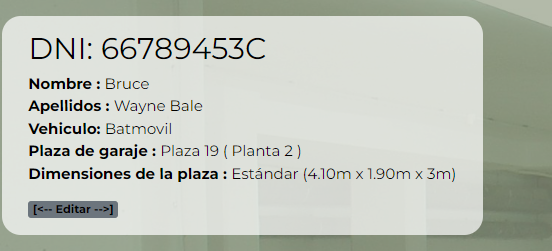 DNI: 66789453C
Nombre : Bruce
Apellidos : Wayne Bale
Vehiculo: Batmovil
Plaza de garaje : Plaza 19 ( Planta 2 )
Dimensiones de la plaza : Estándar (4.10m x 1.90m x 3m)
[<-- Editar -->]